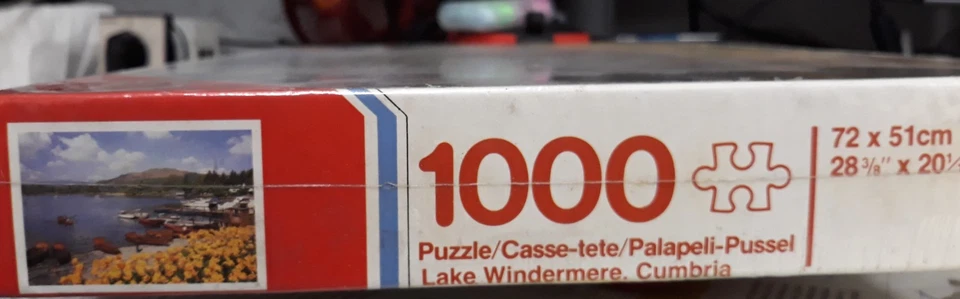 1000
Puzzle/Casse-tete/Palapeli-Pussel
Lake Windermere, Cumbria
72 x 51cm
28 3/8" x 20